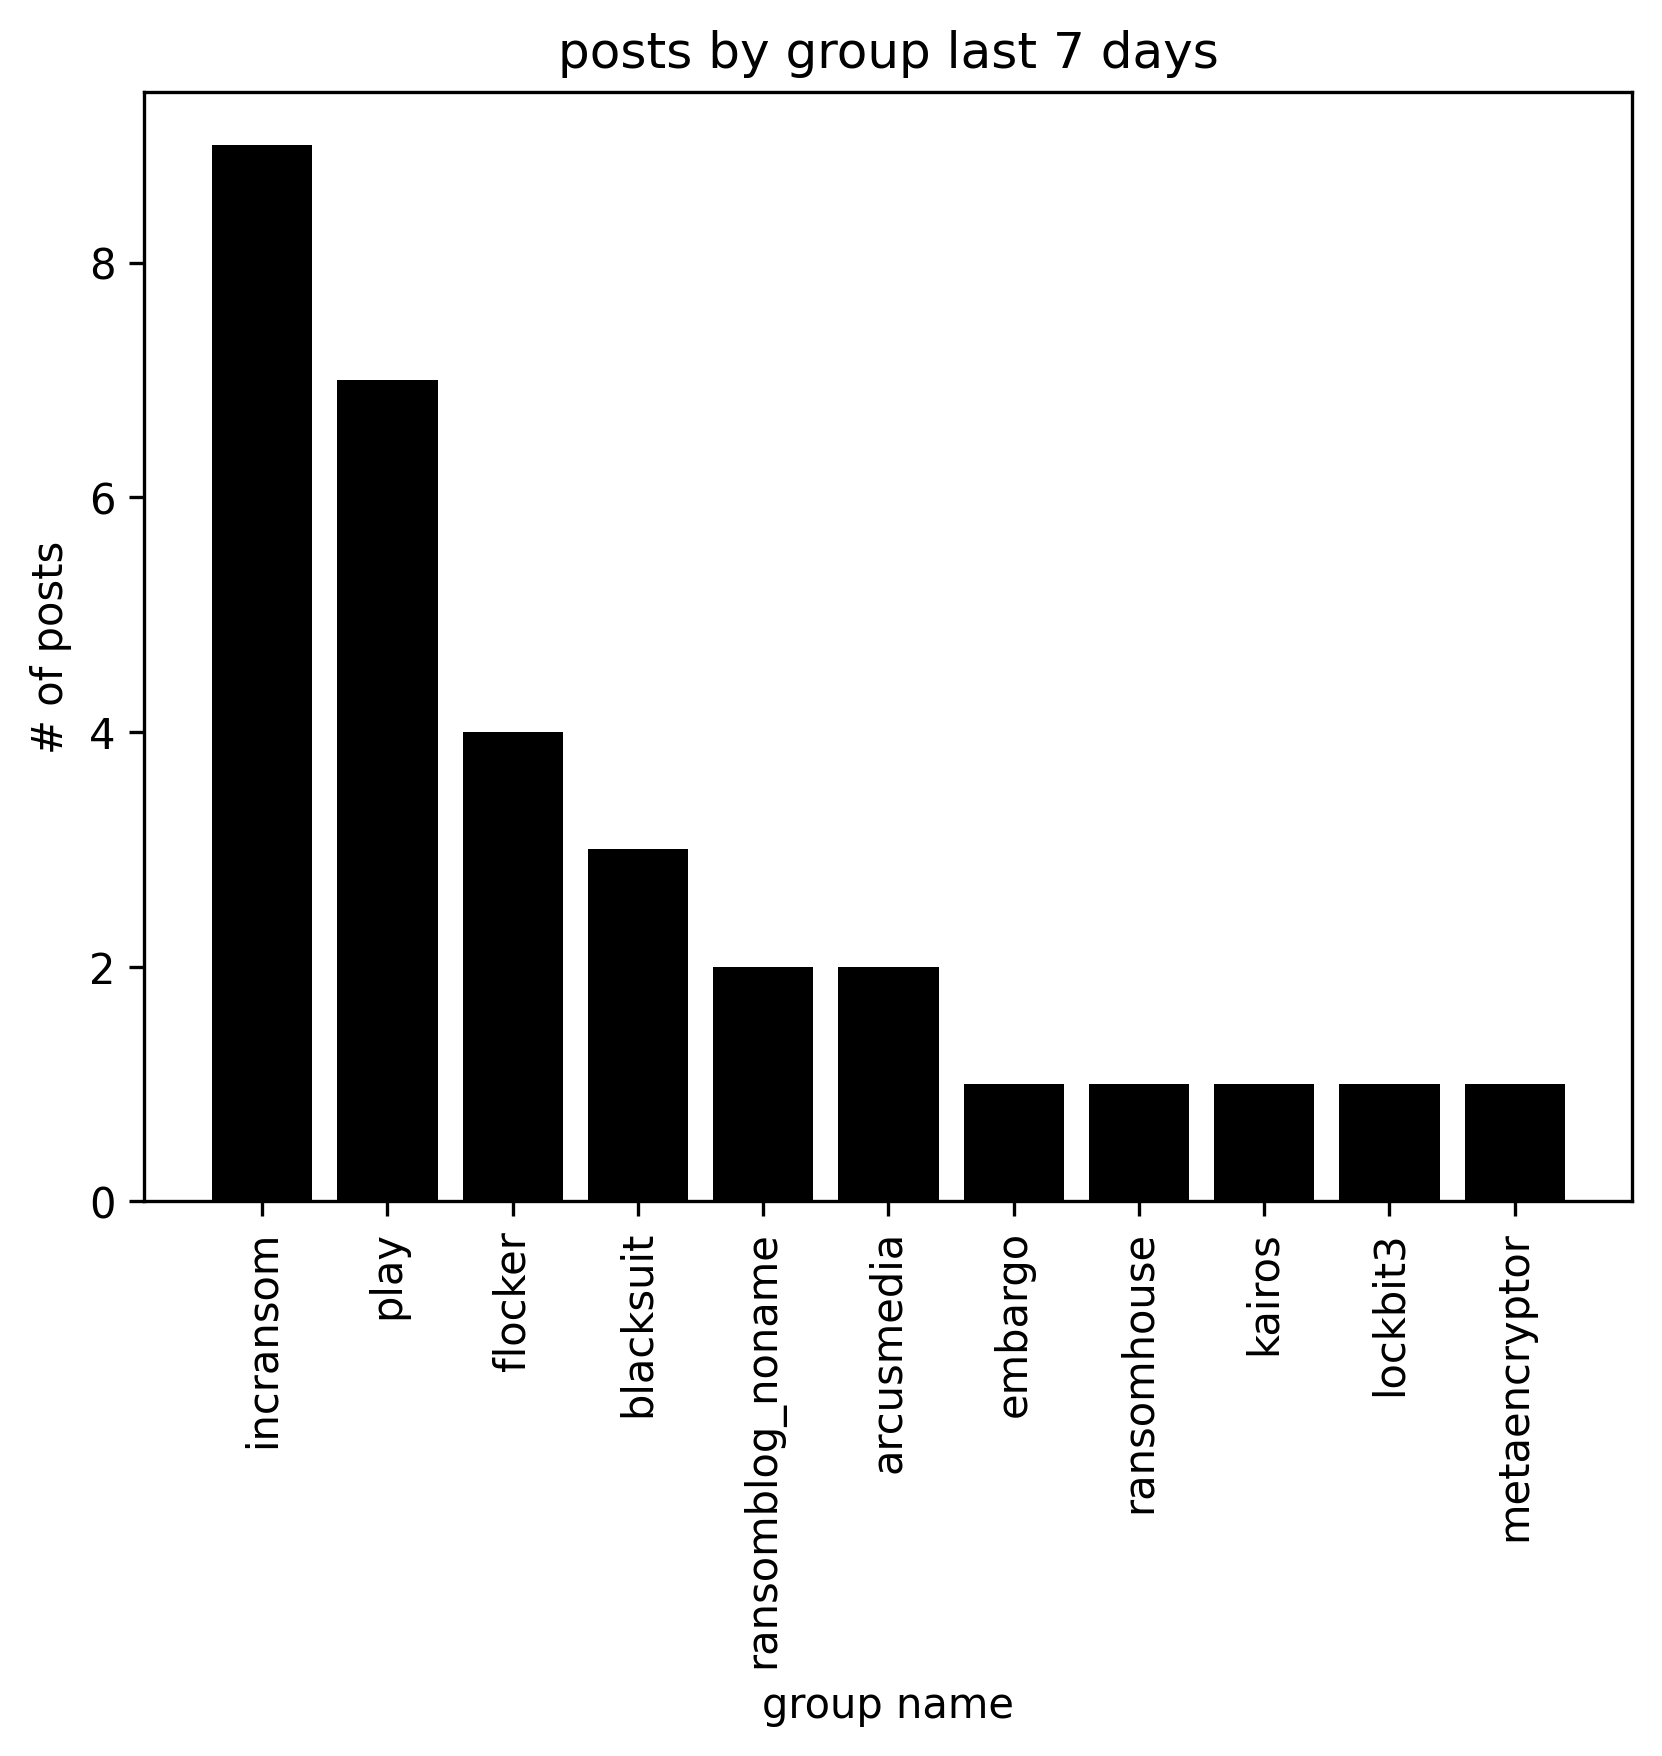 posts by group last 7 days
# of posts
8
6
4
2
0
incransom
play
flocker
blacksuit
ransomblog_noname
arcusmedia
embargo
ransomhouse
kairos
lockbit3
metaencryptor
group name